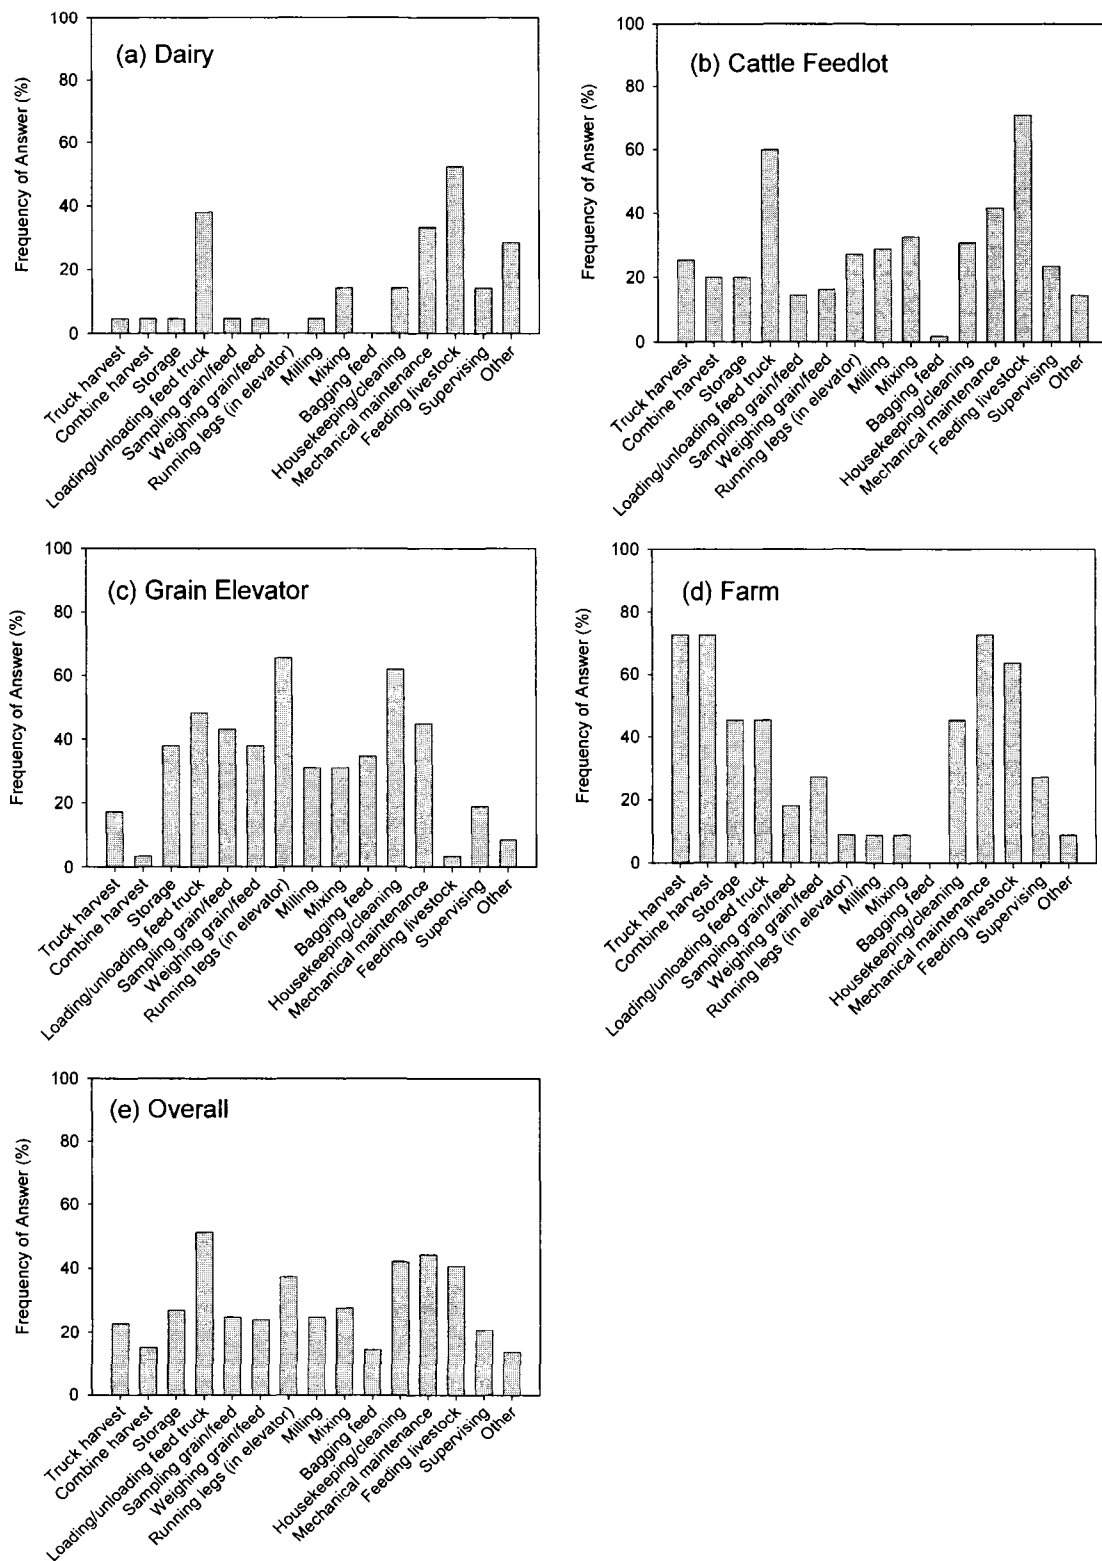 (a) Dairy
Frequency of Answer (%)
100
80
60
40
20
0
Truck harvest
Combine harvest
Storage
Loading/unloading feed truck
Sampling grain/feed
Weighing grain/feed
Running legs (in elevator)
Milling
Mixing
Bagging feed
Housekeeping/cleaning
Mechanical maintenance
Feeding livestock
Supervising
Other
(b) Cattle Feedlot
Frequency of Answer (%)
100
80
60
40
20
0
Truck harvest
Combine harvest
Storage
Loading/unloading feed truck
Sampling grain/feed
Weighing grain/feed
Running legs (in elevator)
Milling
Mixing
Bagging feed
Housekeeping/cleaning
Mechanical maintenance
Feeding livestock
Supervising
Other
(c) Grain Elevator
Frequency of Answer (%)
100
80
60
40
20
0
Truck harvest
Combine harvest
Storage
Loading/unloading feed truck
Sampling grain/feed
Weighing grain/feed
Running legs (in elevator)
Milling
Mixing
Bagging feed
Housekeeping/cleaning
Mechanical maintenance
Feeding livestock
Supervising
Other
(d) Farm
Frequency of Answer (%)
100
80
60
40
20
0
Truck harvest
Combine harvest
Storage
Loading/unloading feed truck
Sampling grain/feed
Weighing grain/feed
Running legs (in elevator)
Milling
Mixing
Bagging feed
Housekeeping/cleaning
Mechanical maintenance
Feeding livestock
Supervising
Other
(e) Overall
Frequency of Answer (%)
100
80
60
40
20
0
Truck harvest
Combine harvest
Storage
Loading/unloading feed truck
Sampling grain/feed
Weighing grain/feed
Running legs (in elevator)
Milling
Mixing
Bagging feed
Housekeeping/cleaning
Mechanical maintenance
Feeding livestock
Supervising
Other